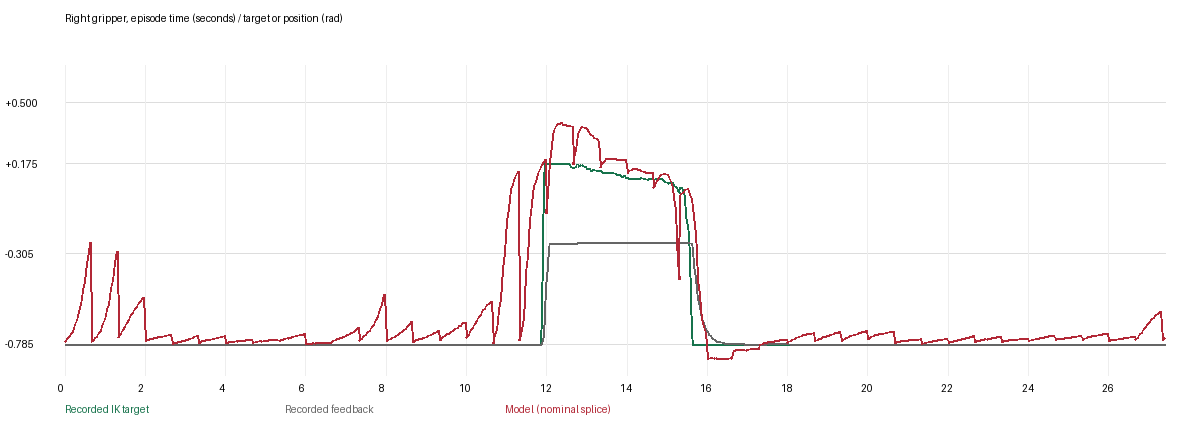 Right gripper, episode time (seconds) / target or position (rad)
+0.500
+0.175
-0.305
-0.785
0 2 4 6 8 10 12 14 16 18 20 22 24 26
Recorded IK target Recorded feedback Model (nominal splice)